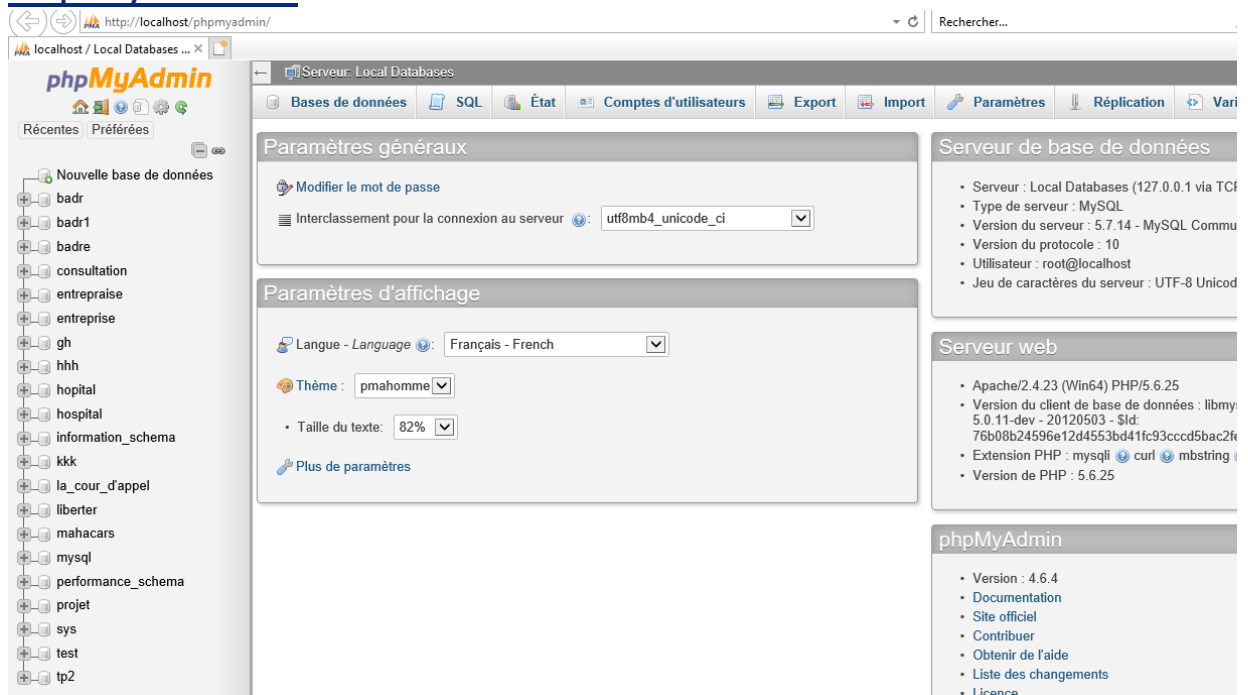 http://localhost/phpmyadmin/
Rechercher...
localhost / Local Databases ...
phpMyAdmin
Récentes Préférées
Nouvelle base de données
badr
badr1
badre
consultation
entrepraise
entreprise
gh
hhh
hopital
hospital
information_schema
kkk
la_cour_d'appel
liberter
mahacars
mysql
performance_schema
projet
sys
test
tp2
Serveur: Local Databases
Bases de données SQL État Comptes d'utilisateurs Export Import Paramètres Réplication Vari
Paramètres généraux
Modifier le mot de passe
Interclassement pour la connexion au serveur : utf8mb4_unicode_ci
Paramètres d'affichage
Langue - Language : Français - French
Thème : pmahomme
• Taille du texte: 82%
Plus de paramètres
Serveur de base de données
• Serveur : Local Databases (127.0.0.1 via TCP
• Type de serveur : MySQL
• Version du serveur : 5.7.14 - MySQL Commu
• Version du protocole : 10
• Utilisateur : root@localhost
• Jeu de caractères du serveur : UTF-8 Unicod
Serveur web
• Apache/2.4.23 (Win64) PHP/5.6.25
• Version du client de base de données : libmys
5.0.11-dev - 20120503 - $Id:
76b08b24596e12d4553bd41fc93cccd5bac2fe
• Extension PHP : mysqli curl mbstring
• Version de PHP : 5.6.25
phpMyAdmin
• Version : 4.6.4
• Documentation
• Site officiel
• Contribuer
• Obtenir de l'aide
• Liste des changements
• Licence